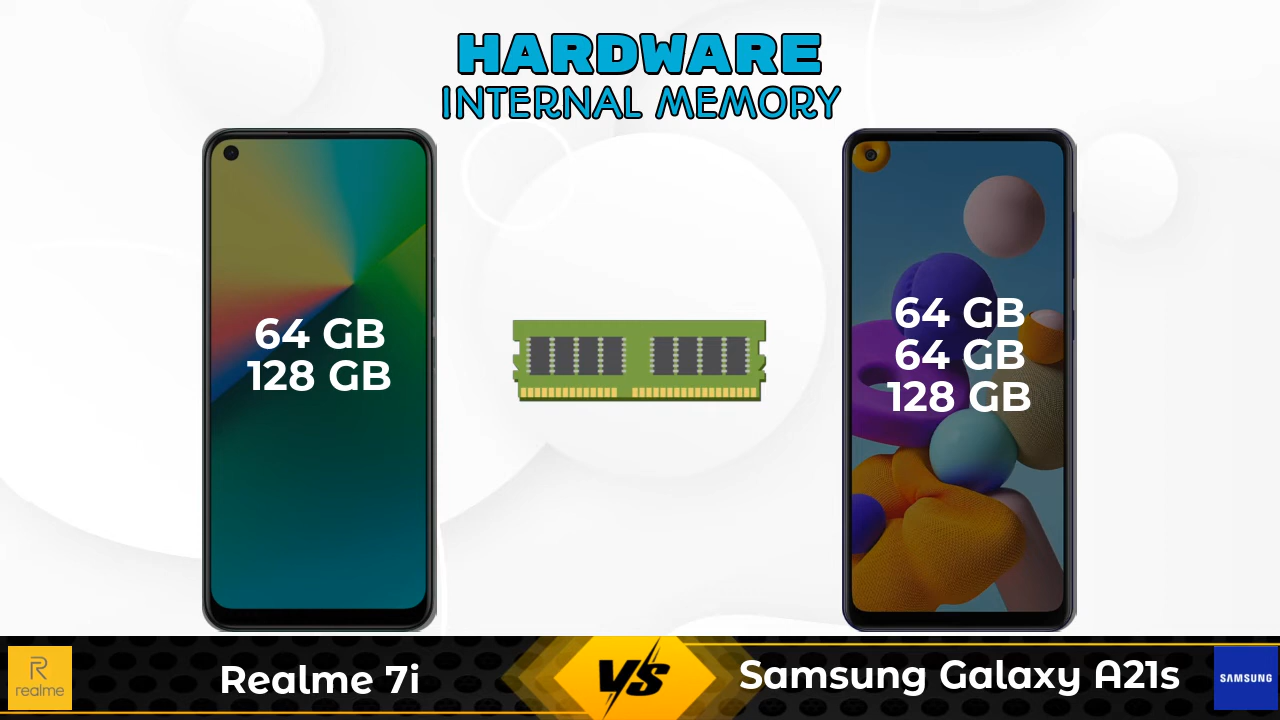 HARDWARE
INTERNAL MEMORY
64 GB
128 GB
64 GB
64 GB
128 GB
realme
Realme 7i
VS
Samsung Galaxy A21s
SAMSUNG